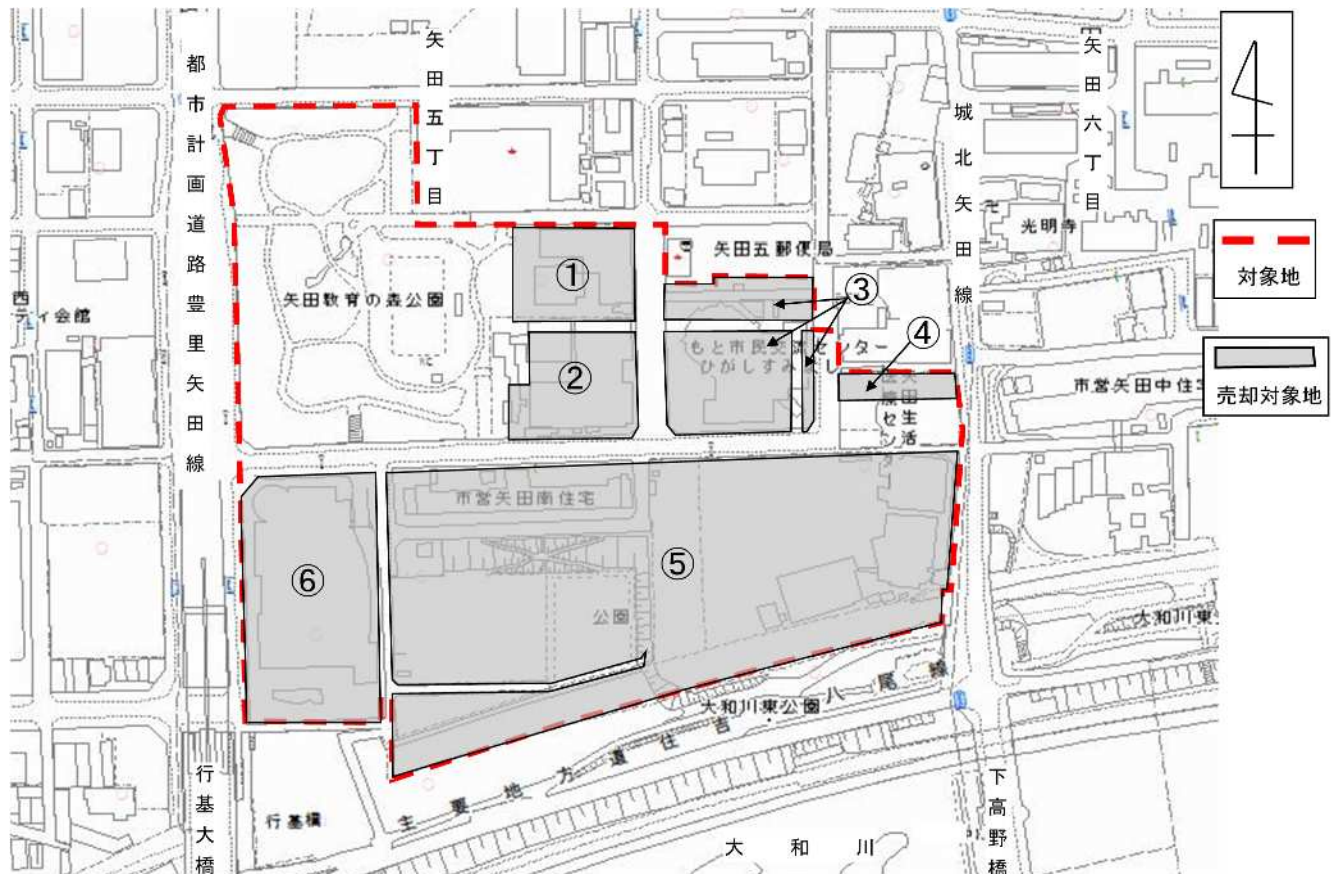 都市計画道路豊里矢田線
矢田五丁目
矢田六丁目
城北矢田線
光明寺
対象地
売却対象地
矢田五郵便局
矢田教育の森公園
ティ会館
①
②
③
④
もと市民交流センター
ひがしすみよし
市営矢田中住宅
市営矢田南住宅
⑤
⑥
公園
大和川東
大和川東公園
主要地方道住吉八尾線
行基大橋
行基橋
大和川
下高野橋